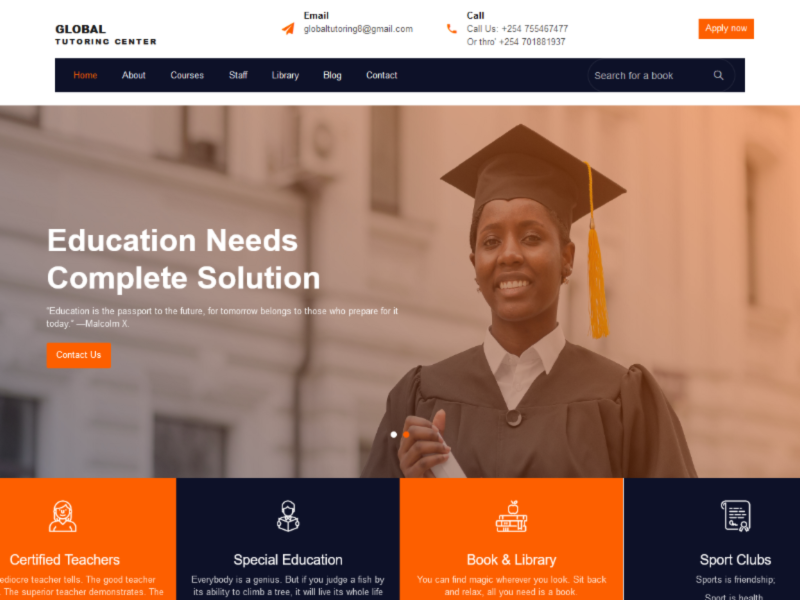 GLOBAL
TUTORING CENTER
Email
globaltutoring8@gmail.com
Call
Call Us: +254 755467477
Or thro' +254 701881937
Apply now
Home
About
Courses
Staff
Library
Blog
Contact
Search for a book
Education Needs
Complete Solution
"Education is the passport to the future, for tomorrow belongs to those who prepare for it
today." —Malcolm X.
Contact Us
Certified Teachers
ediocre teacher tells. The good teacher
. The superior teacher demonstrates. The
Special Education
Everybody is a genius. But if you judge a fish by
its ability to climb a tree, it will live its whole life
Book & Library
You can find magic wherever you look. Sit back
and relax, all you need is a book.
Sport Clubs
Sports is friendship;
Sport is health